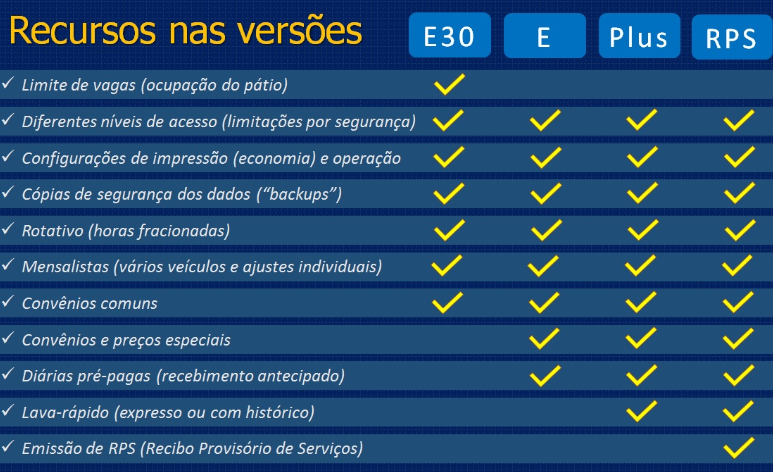 Recursos nas versões E30 E Plus RPS
✓ Limite de vagas (ocupação do pátio) ✓
✓ Diferentes níveis de acesso (limitações por segurança) ✓ ✓ ✓ ✓
✓ Configurações de impressão (economia) e operação ✓ ✓ ✓ ✓
✓ Cópias de segurança dos dados (“backups”) ✓ ✓ ✓ ✓
✓ Rotativo (horas fracionadas) ✓ ✓ ✓ ✓
✓ Mensalistas (vários veículos e ajustes individuais) ✓ ✓ ✓ ✓
✓ Convênios comuns ✓ ✓ ✓ ✓
✓ Convênios e preços especiais ✓ ✓ ✓
✓ Diárias pré-pagas (recebimento antecipado) ✓ ✓ ✓
✓ Lava-rápido (expresso ou com histórico) ✓ ✓
✓ Emissão de RPS (Recibo Provisório de Serviços) ✓